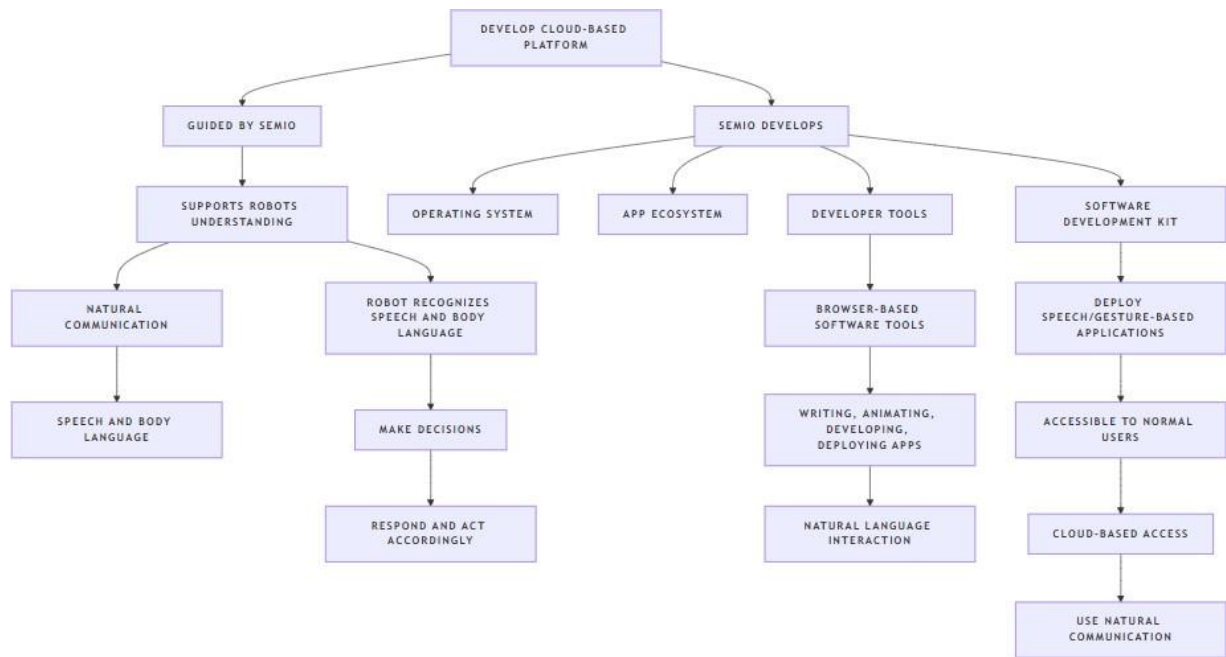 DEVELOP CLOUD-BASED
PLATFORM
GUIDED BY SEMIO
SEMIO DEVELOPS
SUPPORTS ROBOTS
UNDERSTANDING
OPERATING SYSTEM
APP ECOSYSTEM
DEVELOPER TOOLS
SOFTWARE
DEVELOPMENT KIT
NATURAL
COMMUNICATION
ROBOT RECOGNIZES
SPEECH AND BODY
LANGUAGE
BROWSER-BASED
SOFTWARE TOOLS
DEPLOY
SPEECH/GESTURE-BASED
APPLICATIONS
SPEECH AND BODY
LANGUAGE
MAKE DECISIONS
WRITING, ANIMATING,
DEVELOPING,
DEPLOYING APPS
ACCESSIBLE TO NORMAL
USERS
RESPOND AND ACT
ACCORDINGLY
NATURAL LANGUAGE
INTERACTION
CLOUD-BASED ACCESS
USE NATURAL
COMMUNICATION